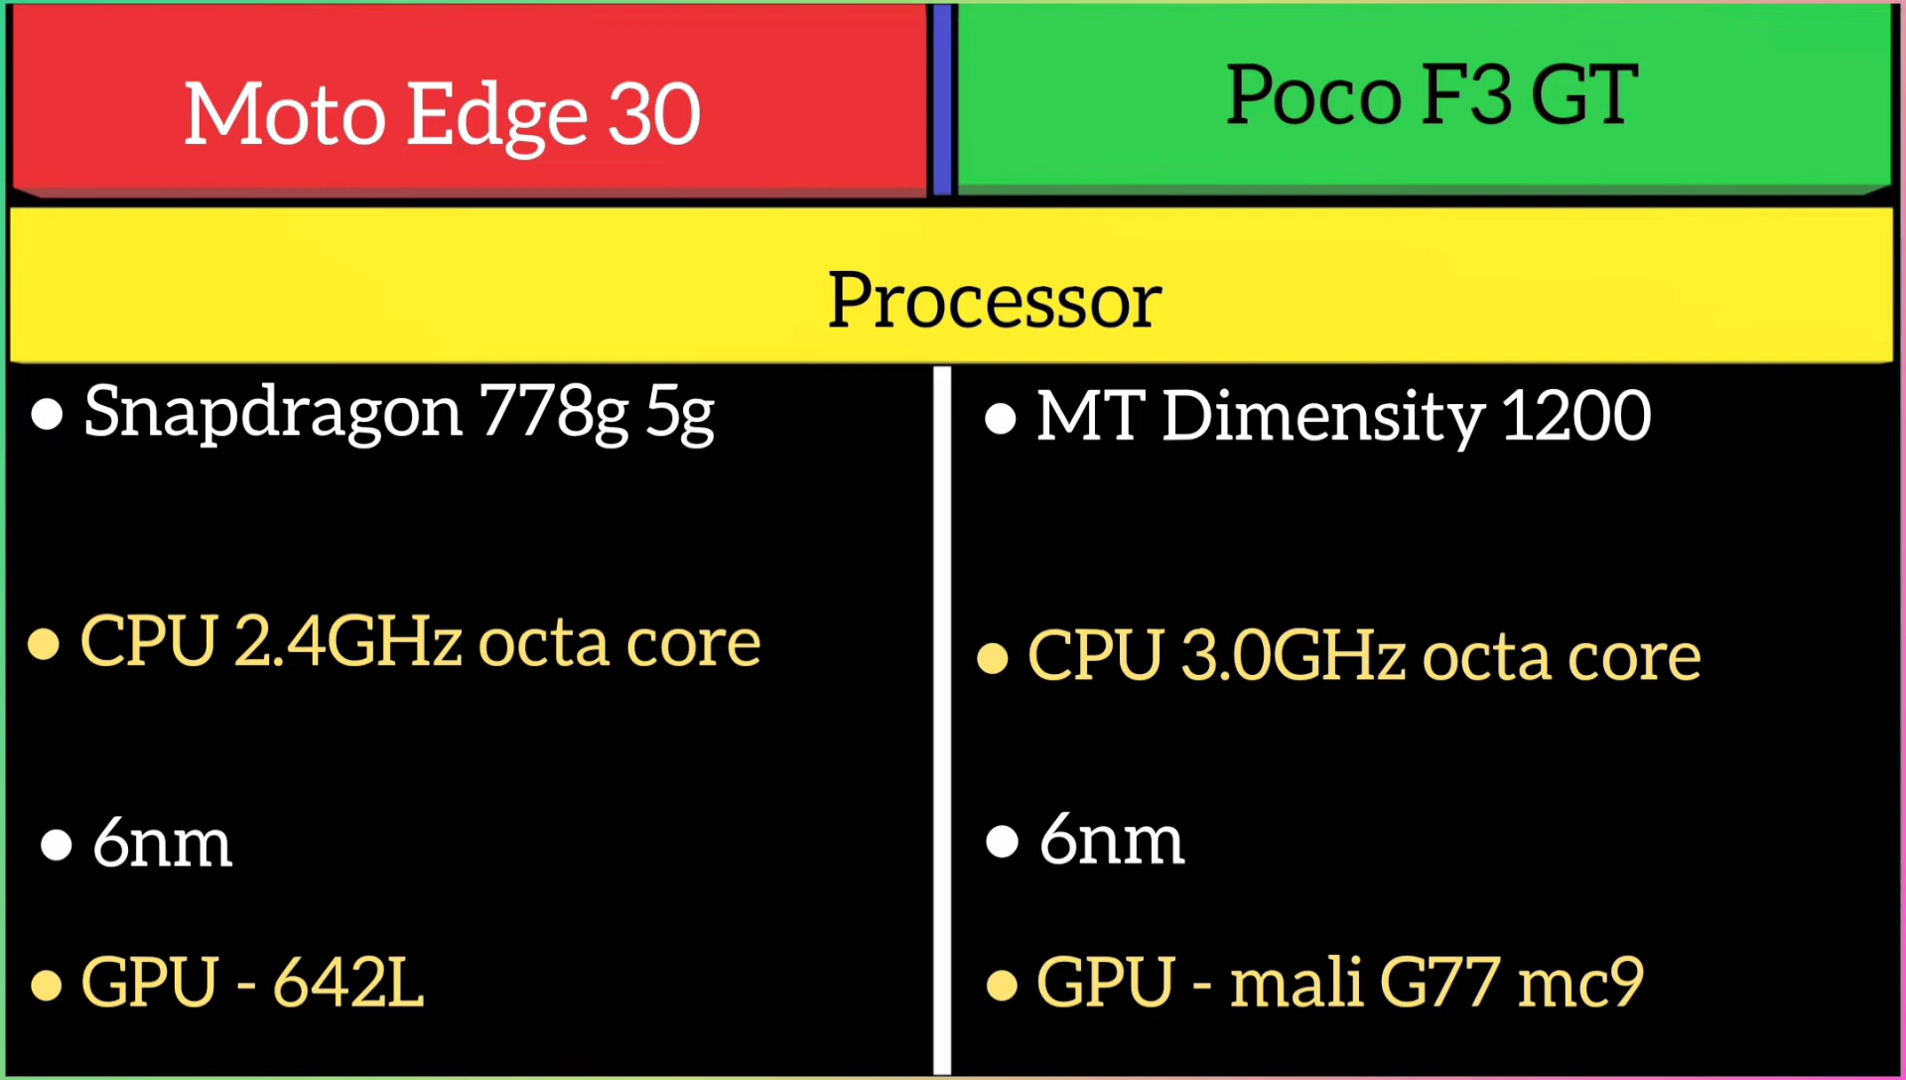 Moto Edge 30
Poco F3 GT
Processor
• Snapdragon 778g 5g
• MT Dimensity 1200
• CPU 2.4GHz octa core
• CPU 3.0GHz octa core
• 6nm
• 6nm
• GPU - 642L
• GPU - mali G77 mc9